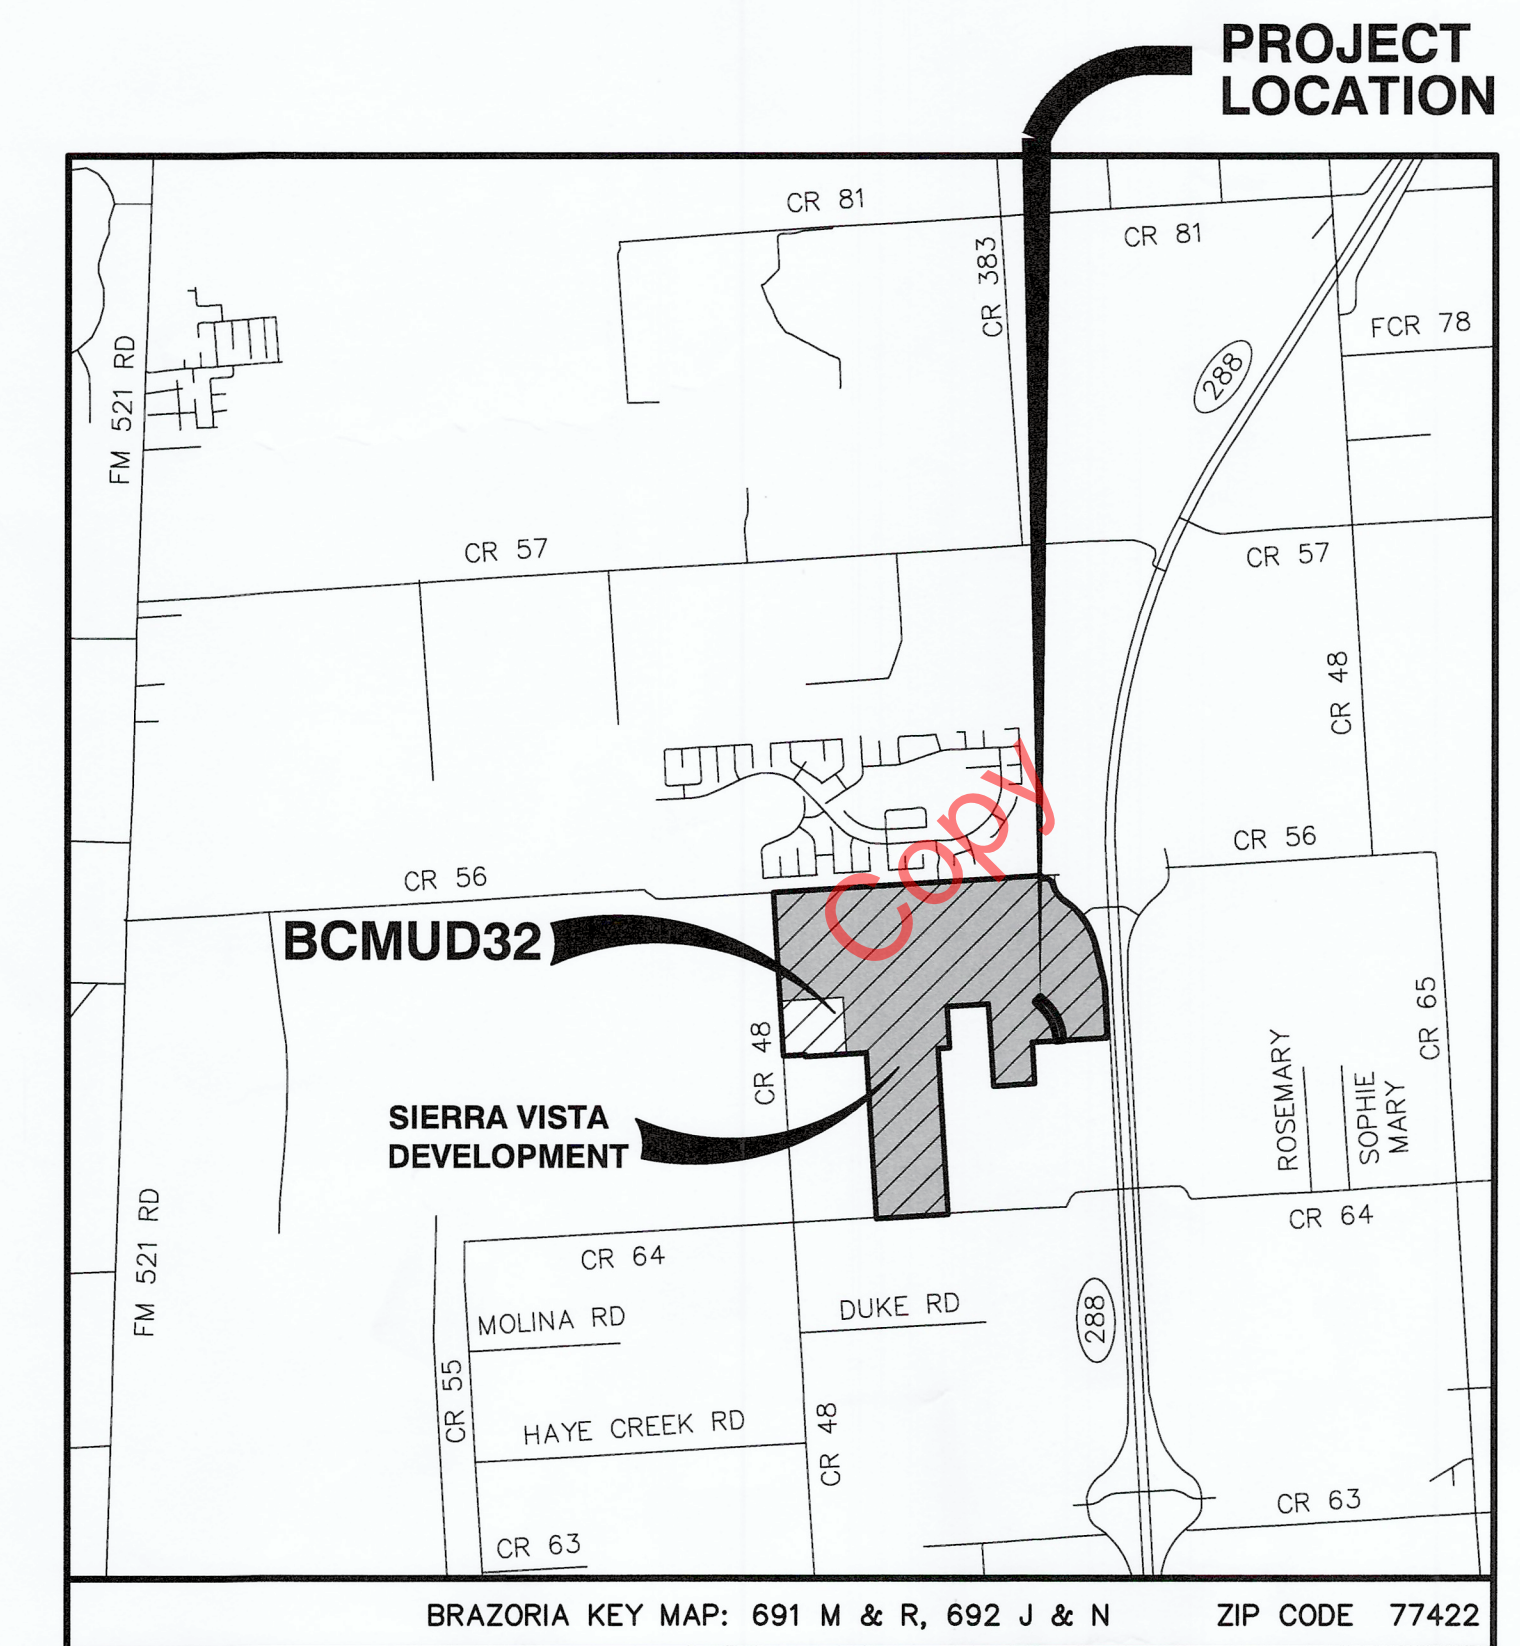 PROJECT
LOCATION
CR 81
CR 81
CR 383
FCR 78
288
FM 521 RD
CR 57
CR 57
CR 48
Copy
CR 56
CR 56
BCMUD32
CR 65
CR 48
ROSEMARY
SOPHIE
MARY
SIERRA VISTA
DEVELOPMENT
FM 521 RD
CR 64
CR 64
MOLINA RD
DUKE RD
288
CR 55
HAYE CREEK RD
CR 48
CR 63
CR 63
BRAZORIA KEY MAP: 691 M & R, 692 J & N
ZIP CODE 77422